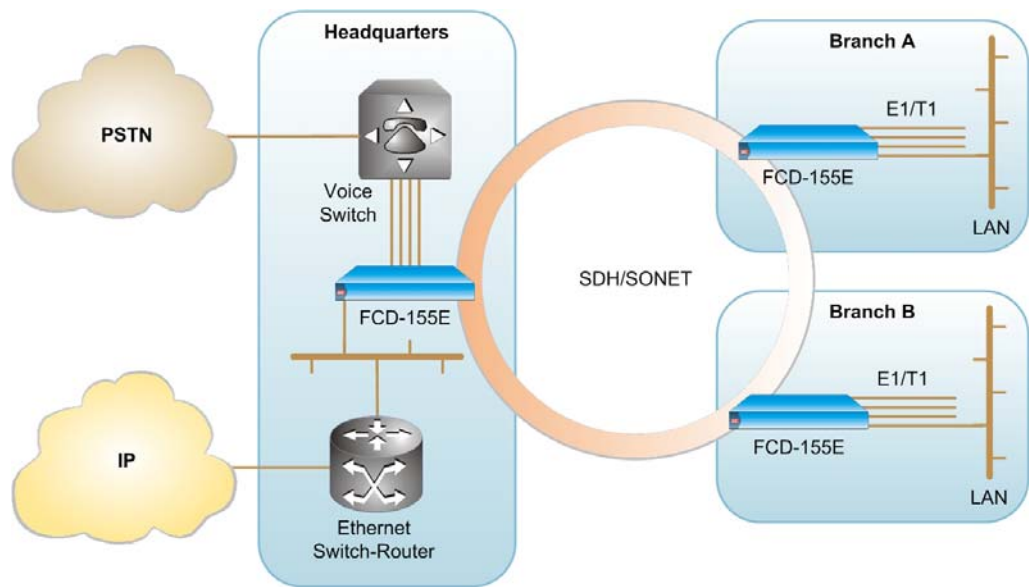 Headquarters
PSTN
Voice
Switch
FCD-155E
IP
Ethernet
Switch-Router
SDH/SONET
Branch A
E1/T1
FCD-155E
LAN
Branch B
E1/T1
FCD-155E
LAN